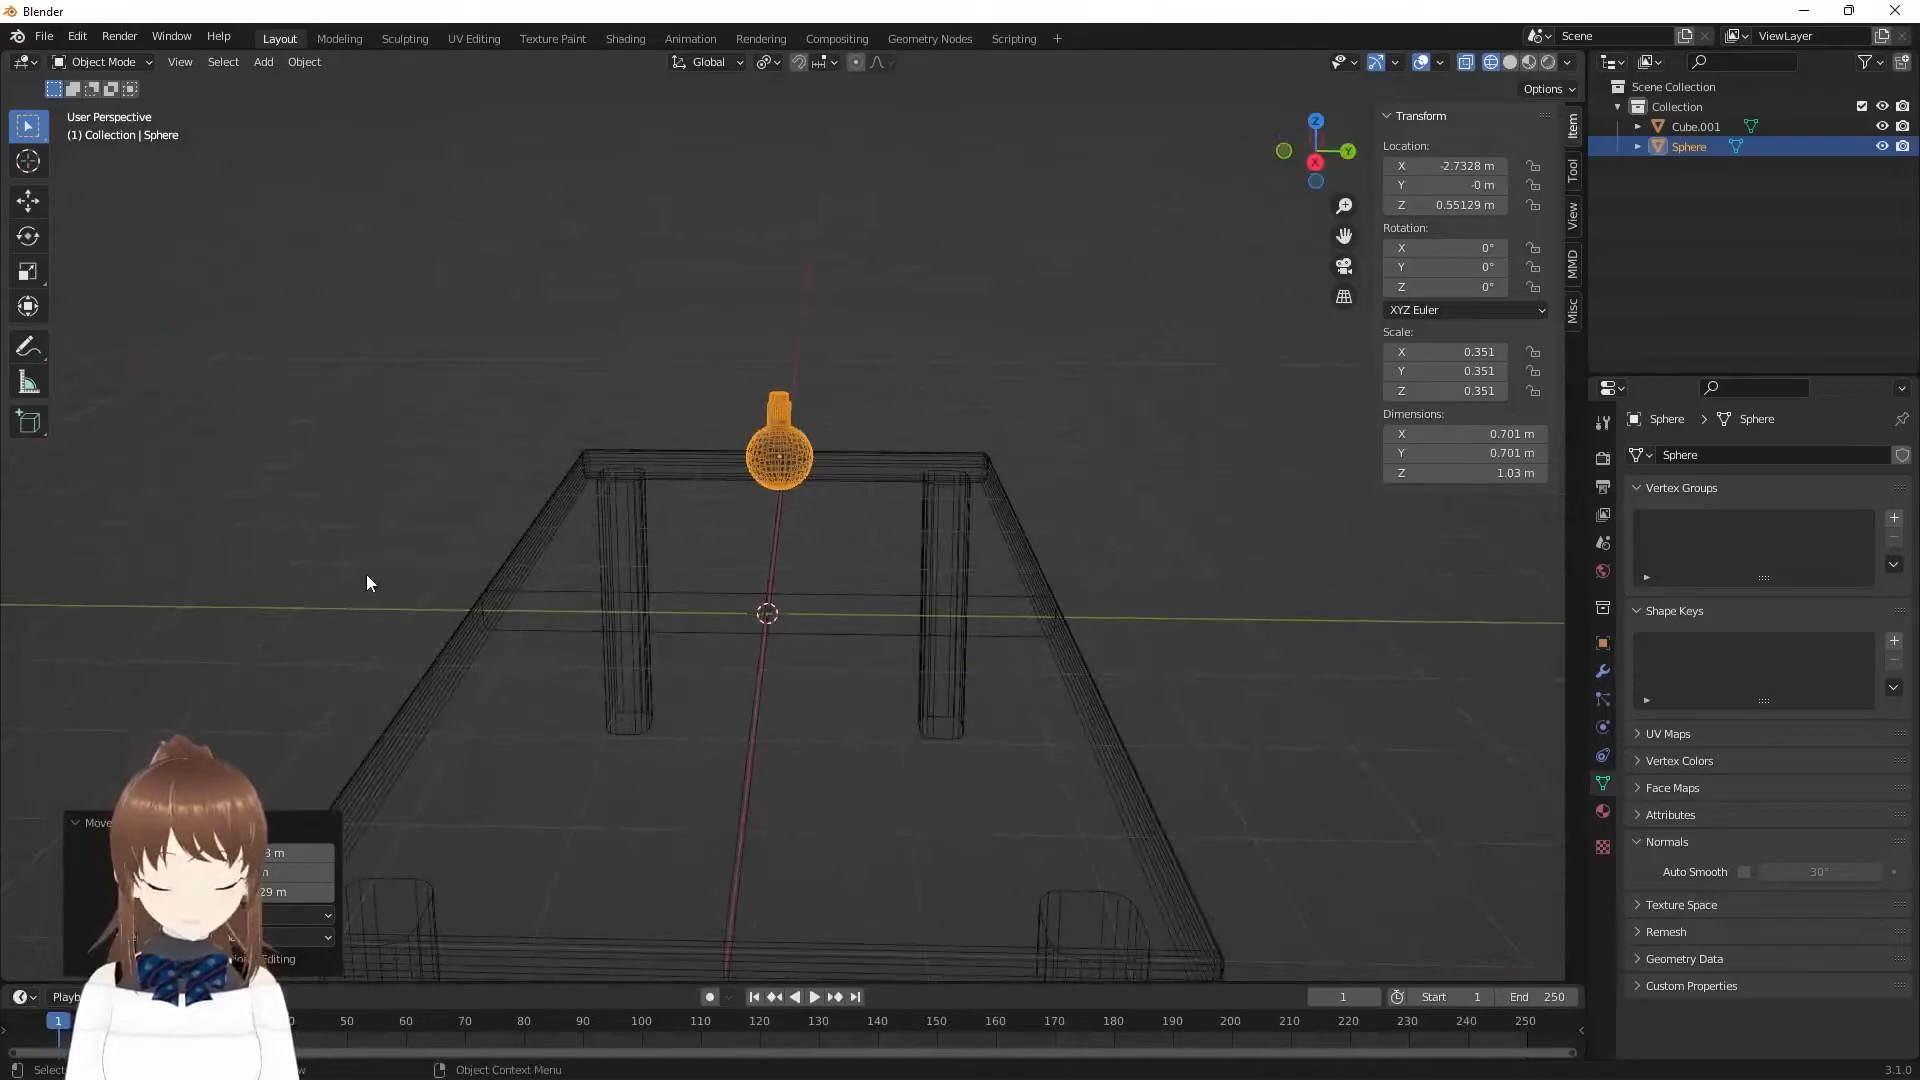 Blender
File Edit Render Window Help
Layout Modeling Sculpting UV Editing Texture Paint Shading Animation Rendering Compositing Geometry Nodes Scripting +
Scene
ViewLayer
Object Mode View Select Add Object
Global
Options
User Perspective
(1) Collection | Sphere
Z
Y
X
Transform
Location:
X -2.7328 m
Y -0 m
Z 0.55129 m
Rotation:
X 0°
Y 0°
Z 0°
XYZ Euler
Scale:
X 0.351
Y 0.351
Z 0.351
Dimensions:
X 0.701 m
Y 0.701 m
Z 1.03 m
Item
Tool
View
MMD
Misc
Scene Collection
Collection
Cube.001
Sphere
Sphere > Sphere
Sphere
Vertex Groups
Shape Keys
UV Maps
Vertex Colors
Face Maps
Attributes
Normals
Auto Smooth 30°
Texture Space
Remesh
Geometry Data
Custom Properties
Move
3 m
m
29 m
Editing
Playb
1 Start 1 End 250
1 50 60 70 80 90 100 110 120 130 140 150 160 170 180 190 200 210 220 230 240 250
Select
Object Context Menu
3.1.0